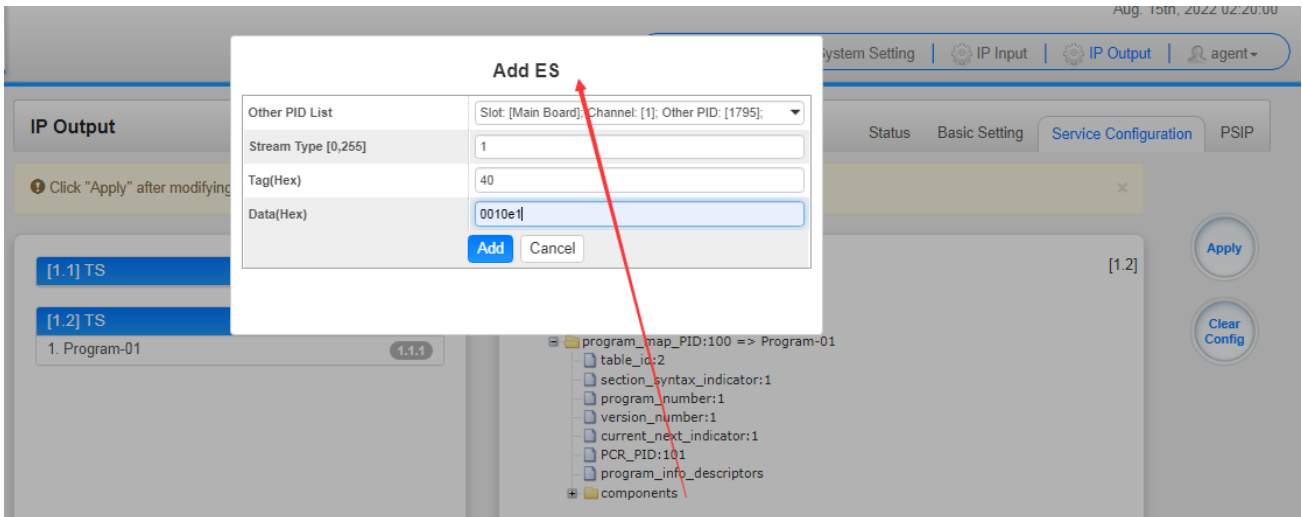 Aug. 15th, 2022 02:20:00
System Setting | IP Input | IP Output | agent
Add ES
Other PID List Slot: [Main Board]; Channel: [1]; Other PID: [1795];
Stream Type [0,255] 1
Tag(Hex) 40
Data(Hex) 0010e1
Add Cancel
IP Output
Status Basic Setting Service Configuration PSIP
Click "Apply" after modifying
×
[1.1] TS
[1.2] TS
1. Program-01 1.1.1
[1.2]
program_map_PID:100 => Program-01
table_id:2
section_syntax_indicator:1
program_number:1
version_number:1
current_next_indicator:1
PCR_PID:101
program_info_descriptors
components
Apply
Clear
Config